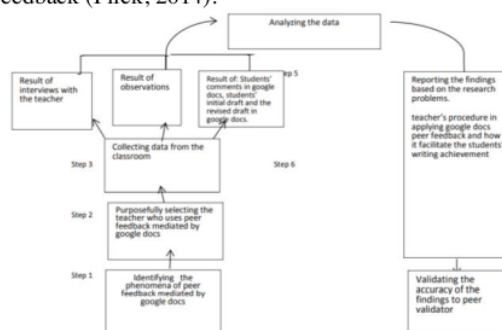 eedback (Flick, 2014).
Analyzing the data
Result of
interviews with
the teacher
Result of
observations
Result of: Students'
comments in google
docs, students'
initial draft and the
revised draft in
google docs.
ep 5
Reporting the findings
based on the research
problems.
teacher's procedure in
applying google docs
peer feedback and how
it facilitate the students'
writing achievement
Collecting data from the
classroom
Step 3
Step 6
Step 2
Purposefully selecting the
teacher who uses peer
feedback mediated by
google docs
Step 1
Identifying the
phenomena of peer
feedback mediated by
google docs
Validating the
accuracy of the
findings to peer
validator